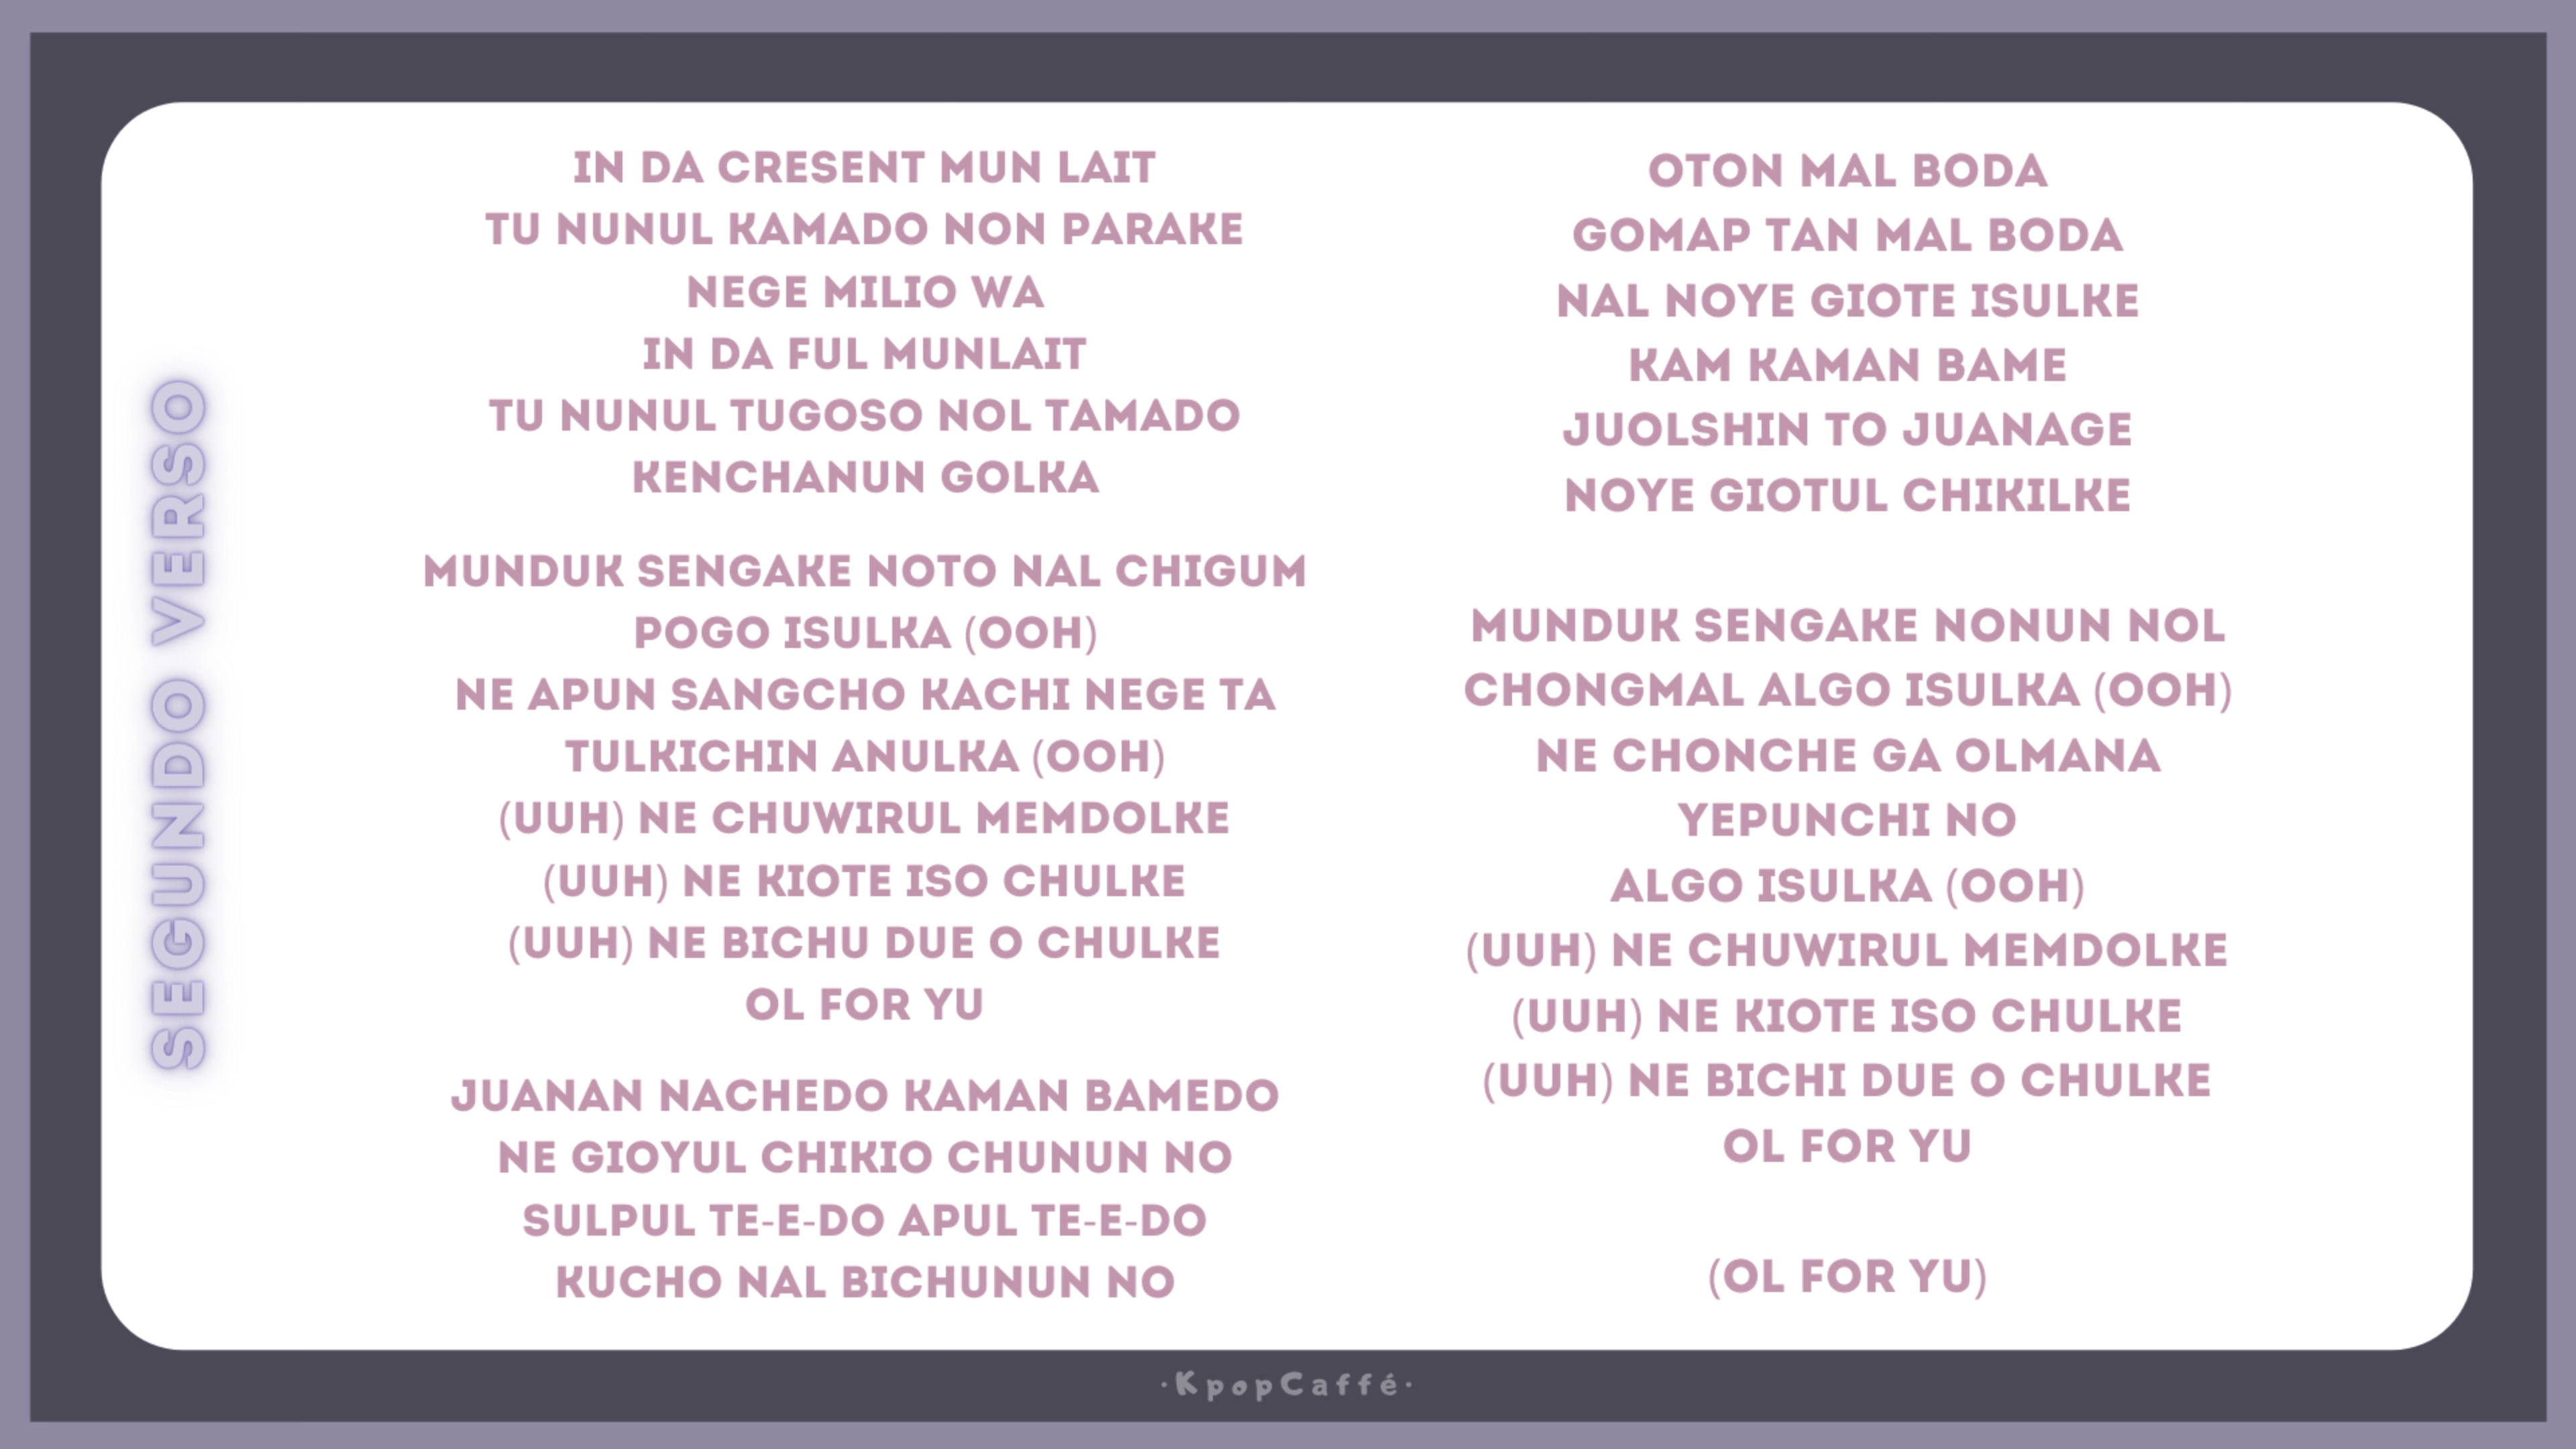 SEGUNDO VERSO
IN DA CRESENT MUN LAIT
TU NUNUL KAMADO NON PARAKE
NEGE MILIO WA
IN DA FUL MUNLAIT
TU NUNUL TUGOSO NOL TAMADO
KENCHANUN GOLKA
MUNDUK SENGAKE NOTO NAL CHIGUM
POGO ISULKA (OOH)
NE APUN SANGCHO KACHI NEGE TA
TULKICHIN ANULKA (OOH)
(UUH) NE CHUWIRUL MEMDOLKE
(UUH) NE KIOTE ISO CHULKE
(UUH) NE BICHU DUE O CHULKE
OL FOR YU
JUANAN NACHEDO KAMAN BAMEDO
NE GIOYUL CHIKIO CHUNUN NO
SULPUL TE-E-DO APUL TE-E-DO
KUCHO NAL BICHUNUN NO
OTON MAL BODA
GOMAP TAN MAL BODA
NAL NOYE GIOTE ISULKE
KAM KAMAN BAME
JUOLSHIN TO JUANAGE
NOYE GIOTUL CHIKILKE
MUNDUK SENGAKE NONUN NOL
CHONGMAL ALGO ISULKA (OOH)
NE CHONCHE GA OLMANA
YEPUNCHI NO
ALGO ISULKA (OOH)
(UUH) NE CHUWIRUL MEMDOLKE
(UUH) NE KIOTE ISO CHULKE
(UUH) NE BICHI DUE O CHULKE
OL FOR YU
(OL FOR YU)
·KpopCaffé·